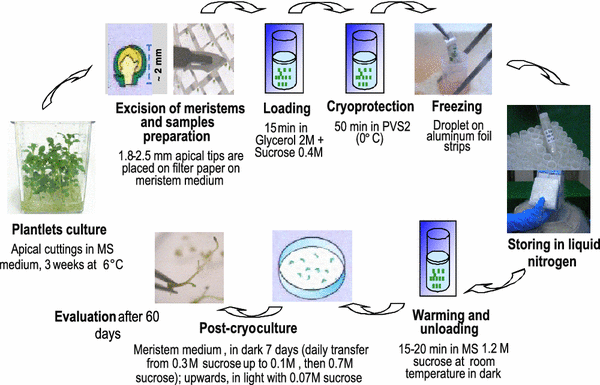 ~ 2 mm
Excision of meristems
and samples
preparation
1.8-2.5 mm apical tips are
placed on filter paper on
meristem medium
Loading
15min in
Glycerol 2M +
Sucrose 0.4M
Cryoprotection
50 min in PVS2
(0° C)
Freezing
Droplet on
aluminum foil
strips
Storing in liquid
nitrogen
Warming and
unloading
15-20 min in MS 1.2 M
sucrose at room
temperature in dark
Post-cryoculture
Meristem medium , in dark 7 days (daily transfer
from 0.3 M sucrose up to 0.1M , then 0.7M
sucrose); upwards, in light with 0.07M sucrose
Evaluation after 60
days
Plantlets culture
Apical cuttings in MS
medium, 3 weeks at 6°C